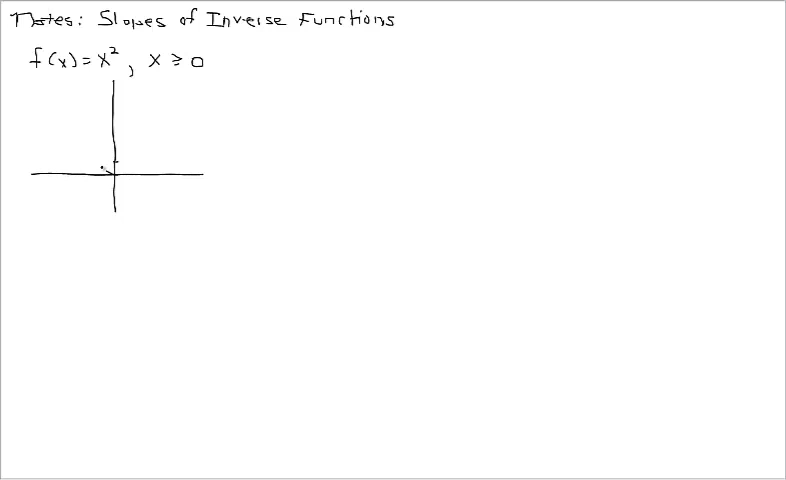 Notes: Slopes of Inverse Functions
f(x) = x², x ≥ 0